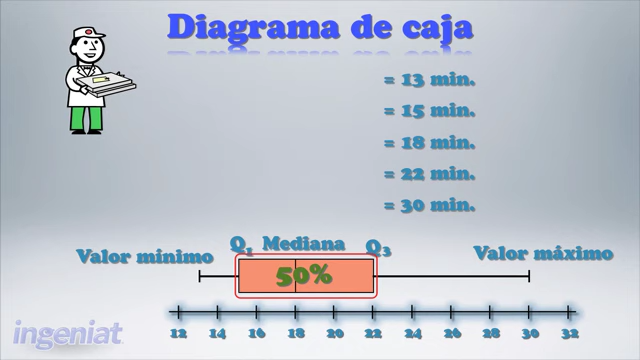 Diagrama de caja
= 13 min.
= 15 min.
= 18 min.
= 22 min.
= 30 min.
Valor mínimo Q1 Mediana Q3 Valor máximo
50%
12 14 16 18 20 22 24 26 28 30 32
ingeniat